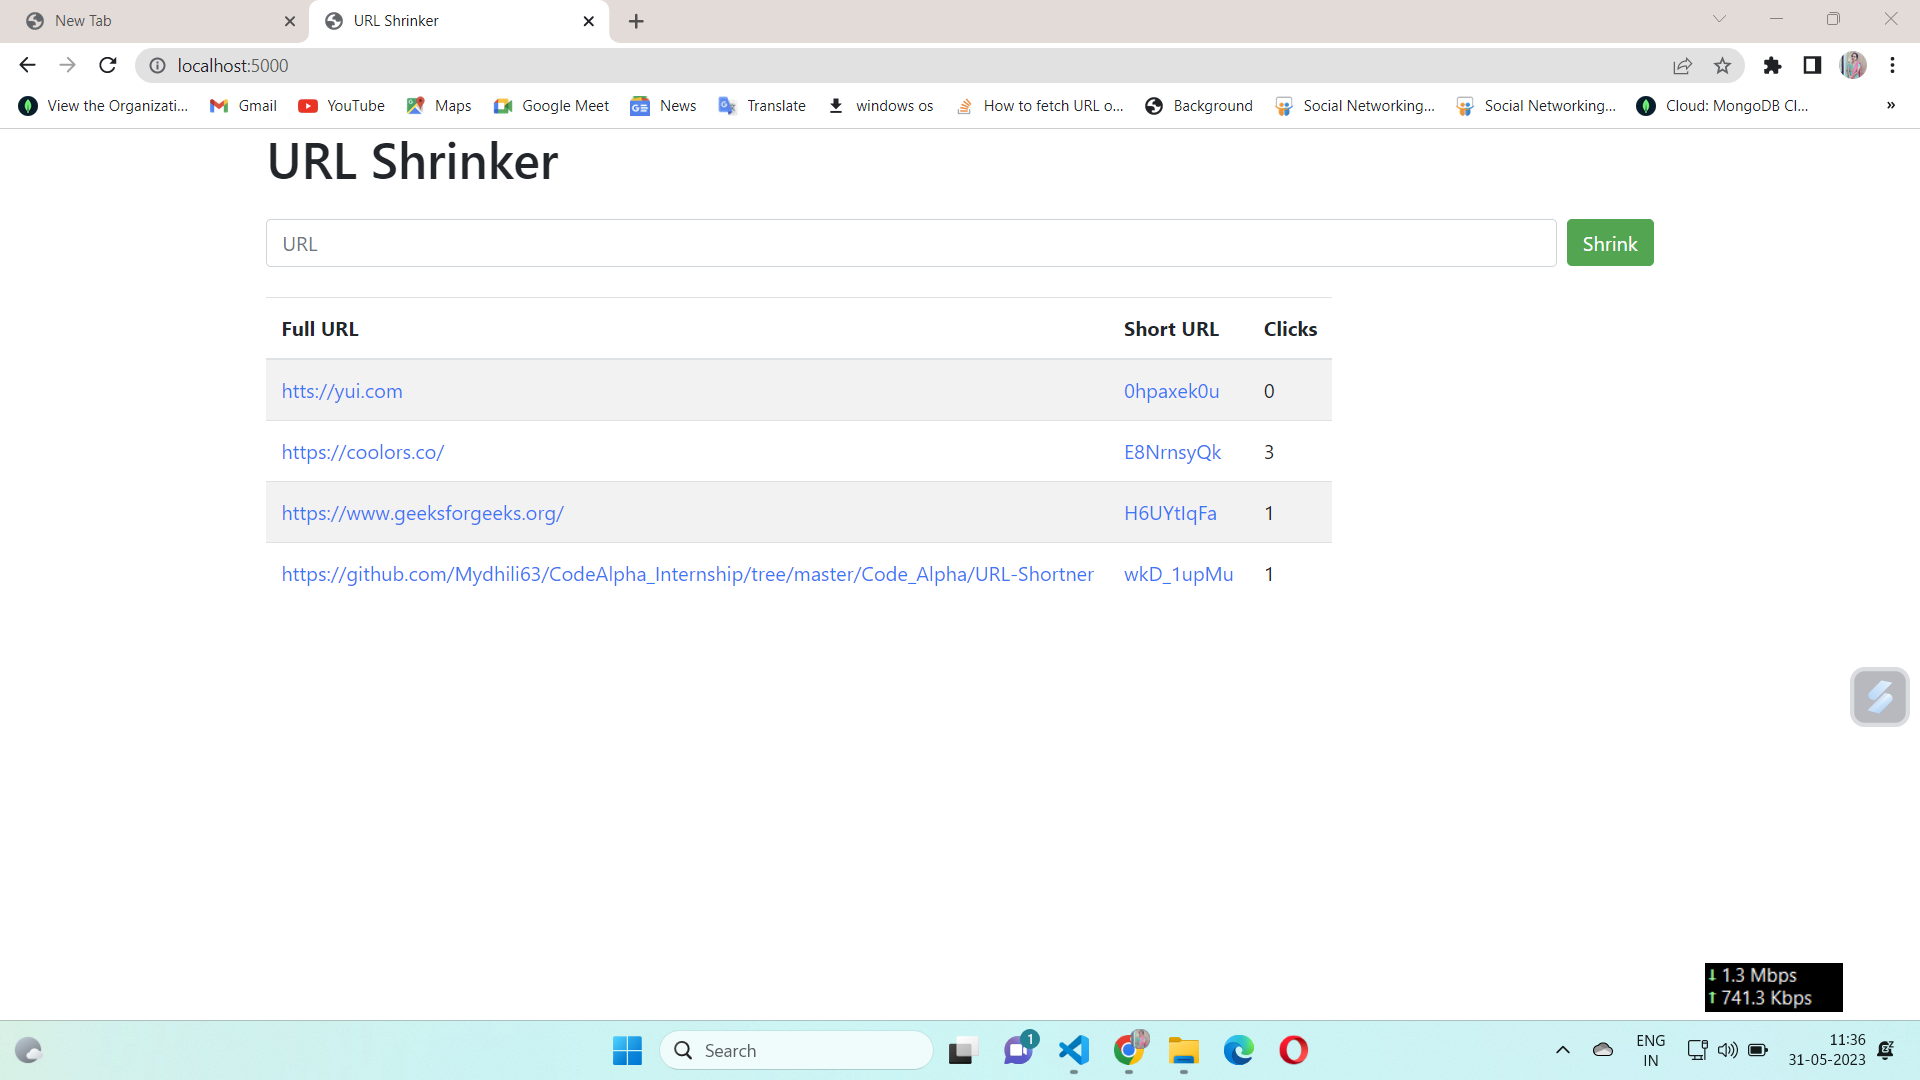 New Tab
URL Shrinker
localhost:5000
View the Organizati... Gmail YouTube Maps Google Meet News Translate windows os How to fetch URL o... Background Social Networking... Social Networking... Cloud: MongoDB Cl... »
URL Shrinker
URL Shrink
Full URL Short URL Clicks
htts://yui.com 0hpaxek0u 0
https://coolors.co/ E8NrnsyQk 3
https://www.geeksforgeeks.org/ H6UYtIqFa 1
https://github.com/Mydhili63/CodeAlpha_Internship/tree/master/Code_Alpha/URL-Shortner wkD_1upMu 1
1.3 Mbps
741.3 Kbps
Search
1
ENG
IN
11:36
31-05-2023